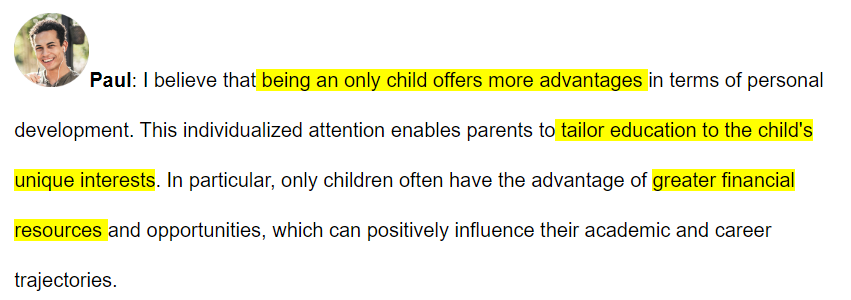 Paul: I believe that being an only child offers more advantages in terms of personal
development. This individualized attention enables parents to tailor education to the child's
unique interests. In particular, only children often have the advantage of greater financial
resources and opportunities, which can positively influence their academic and career
trajectories.